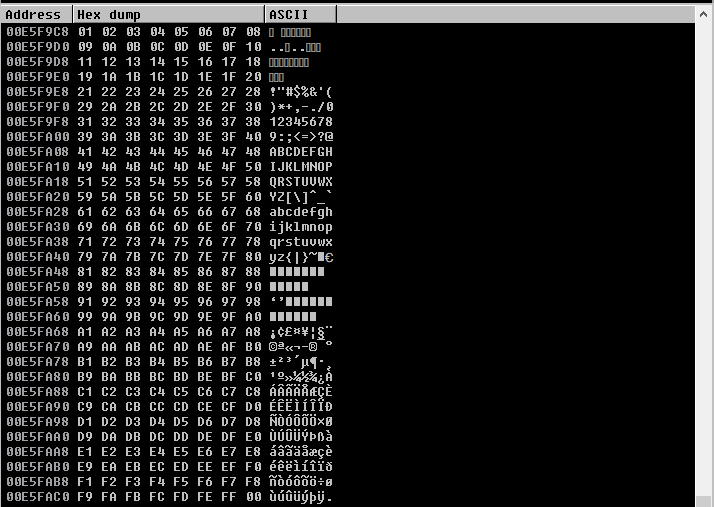 Address Hex dump ASCII
00E5F9C8 01 02 03 04 05 06 07 08
00E5F9D0 09 0A 0B 0C 0D 0E 0F 10
00E5F9D8 11 12 13 14 15 16 17 18
00E5F9E0 19 1A 1B 1C 1D 1E 1F 20
00E5F9E8 21 22 23 24 25 26 27 28 !"#$%&'(
00E5F9F0 29 2A 2B 2C 2D 2E 2F 30 )*+,-./0
00E5F9F8 31 32 33 34 35 36 37 38 12345678
00E5FA00 39 3A 3B 3C 3D 3E 3F 40 9:;<=>?@
00E5FA08 41 42 43 44 45 46 47 48 ABCDEFGH
00E5FA10 49 4A 4B 4C 4D 4E 4F 50 IJKLMNOP
00E5FA18 51 52 53 54 55 56 57 58 QRSTUVWX
00E5FA20 59 5A 5B 5C 5D 5E 5F 60 YZ[\]^_`
00E5FA28 61 62 63 64 65 66 67 68 abcdefgh
00E5FA30 69 6A 6B 6C 6D 6E 6F 70 ijklmnop
00E5FA38 71 72 73 74 75 76 77 78 qrstuvwx
00E5FA40 79 7A 7B 7C 7D 7E 7F 80 yz{|}~■€
00E5FA48 81 82 83 84 85 86 87 88 ■■■■■■■
00E5FA50 89 8A 8B 8C 8D 8E 8F 90 ■■■■■
00E5FA58 91 92 93 94 95 96 97 98 ‘’■■■■■■
00E5FA60 99 9A 9B 9C 9D 9E 9F A0 ■■■■■■
00E5FA68 A1 A2 A3 A4 A5 A6 A7 A8 ¡¢£¤¥¦§¨
00E5FA70 A9 AA AB AC AD AE AF B0 ©ª«¬-®¯°
00E5FA78 B1 B2 B3 B4 B5 B6 B7 B8 ±²³´µ¶·¸
00E5FA80 B9 BA BB BC BD BE BF C0 ¹º»¼½¾¿À
00E5FA88 C1 C2 C3 C4 C5 C6 C7 C8 ÁÂÃÄÅÆÇÈ
00E5FA90 C9 CA CB CC CD CE CF D0 ÉÊËÌÍÎÏÐ
00E5FA98 D1 D2 D3 D4 D5 D6 D7 D8 ÑÒÓÔÕÖ×Ø
00E5FAA0 D9 DA DB DC DD DE DF E0 ÙÚÛÜÝÞßà
00E5FAA8 E1 E2 E3 E4 E5 E6 E7 E8 áâãäåæçè
00E5FAB0 E9 EA EB EC ED EE EF F0 éêëìíîïð
00E5FAB8 F1 F2 F3 F4 F5 F6 F7 F8 ñòóôõö÷ø
00E5FAC0 F9 FA FB FC FD FE FF 00 ùúûüýþÿ.